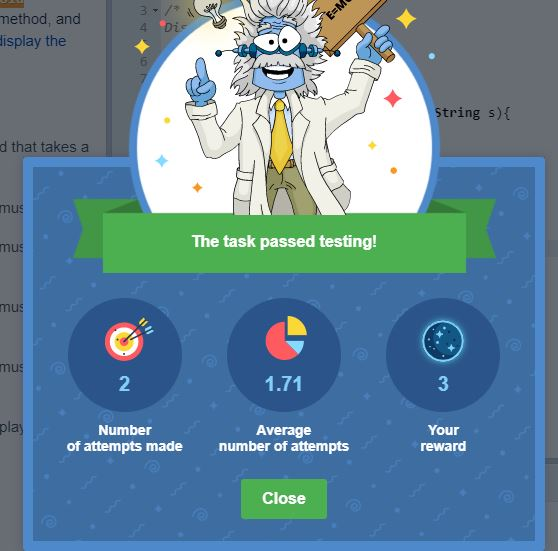 method, and
display the
3
4
Dis
/*
E=M
6
7
String s){
d that takes a
mus
mus
mus
mus
play
The task passed testing!
2
1.71
3
Number
of attempts made
Average
number of attempts
Your
reward
Close